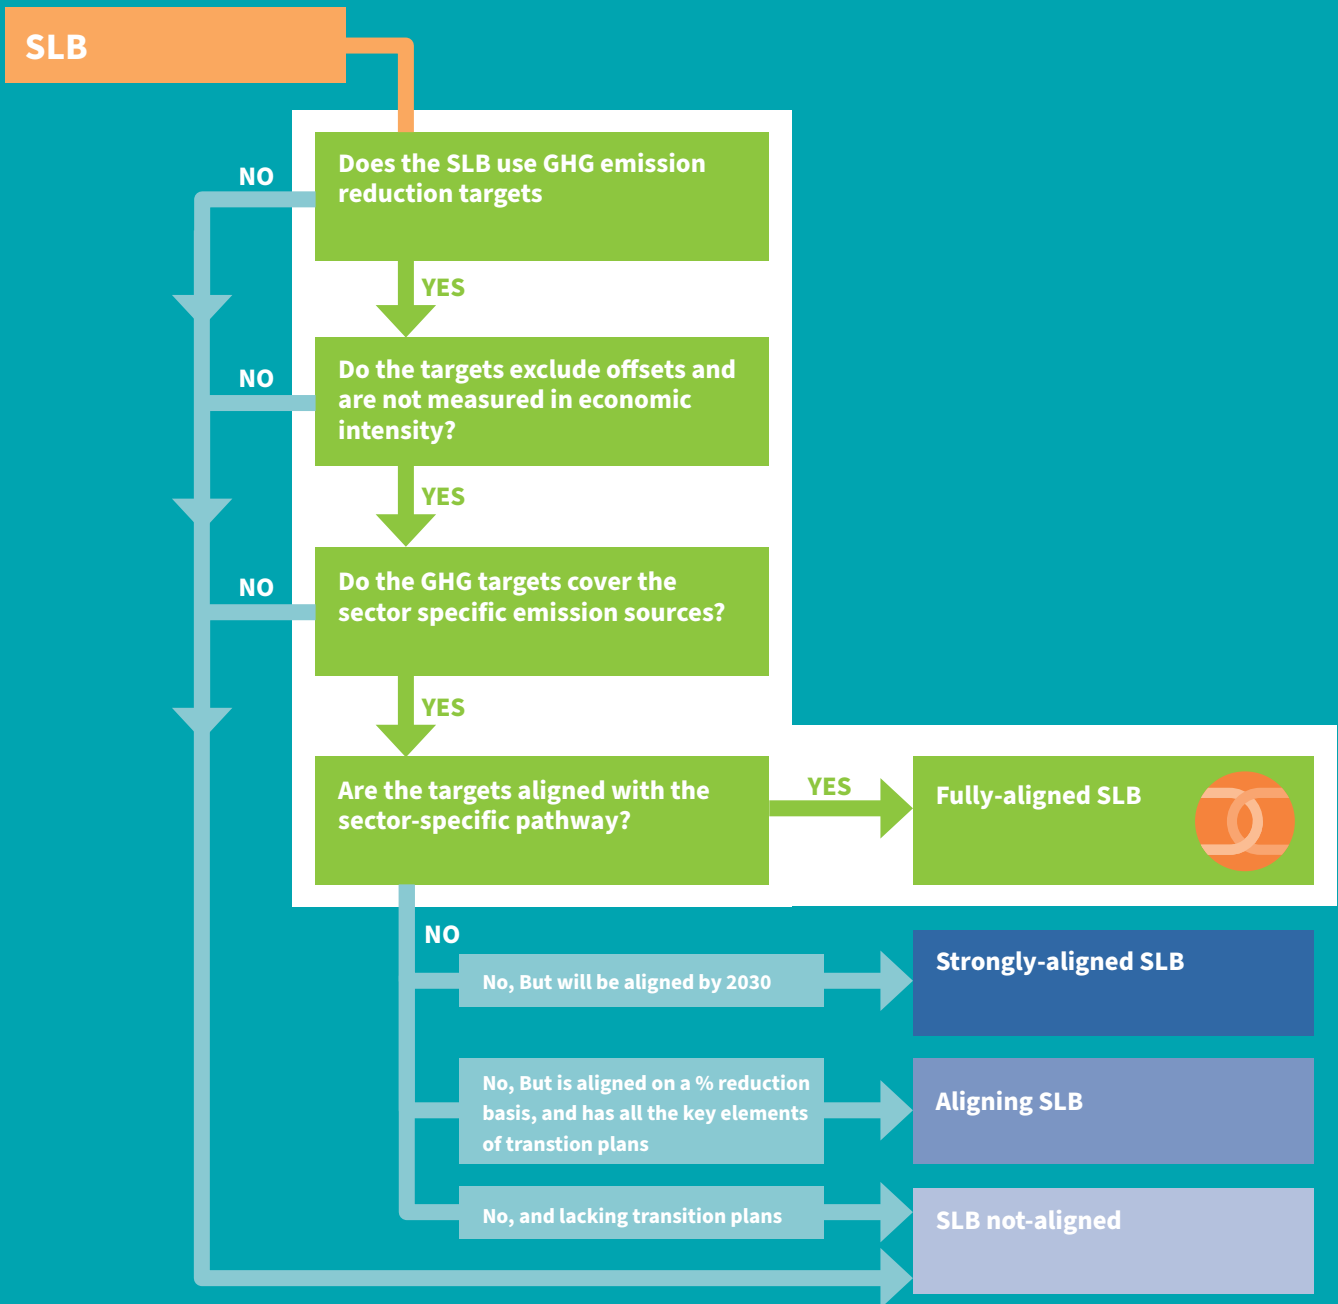 SLB
Does the SLB use GHG emission
reduction targets
NO
YES
Do the targets exclude offsets and
are not measured in economic
intensity?
NO
YES
Do the GHG targets cover the
sector specific emission sources?
NO
YES
Are the targets aligned with the
sector-specific pathway?
YES
Fully-aligned SLB
NO
No, But will be aligned by 2030
Strongly-aligned SLB
No, But is aligned on a % reduction
basis, and has all the key elements
of transtion plans
Aligning SLB
No, and lacking transition plans
SLB not-aligned